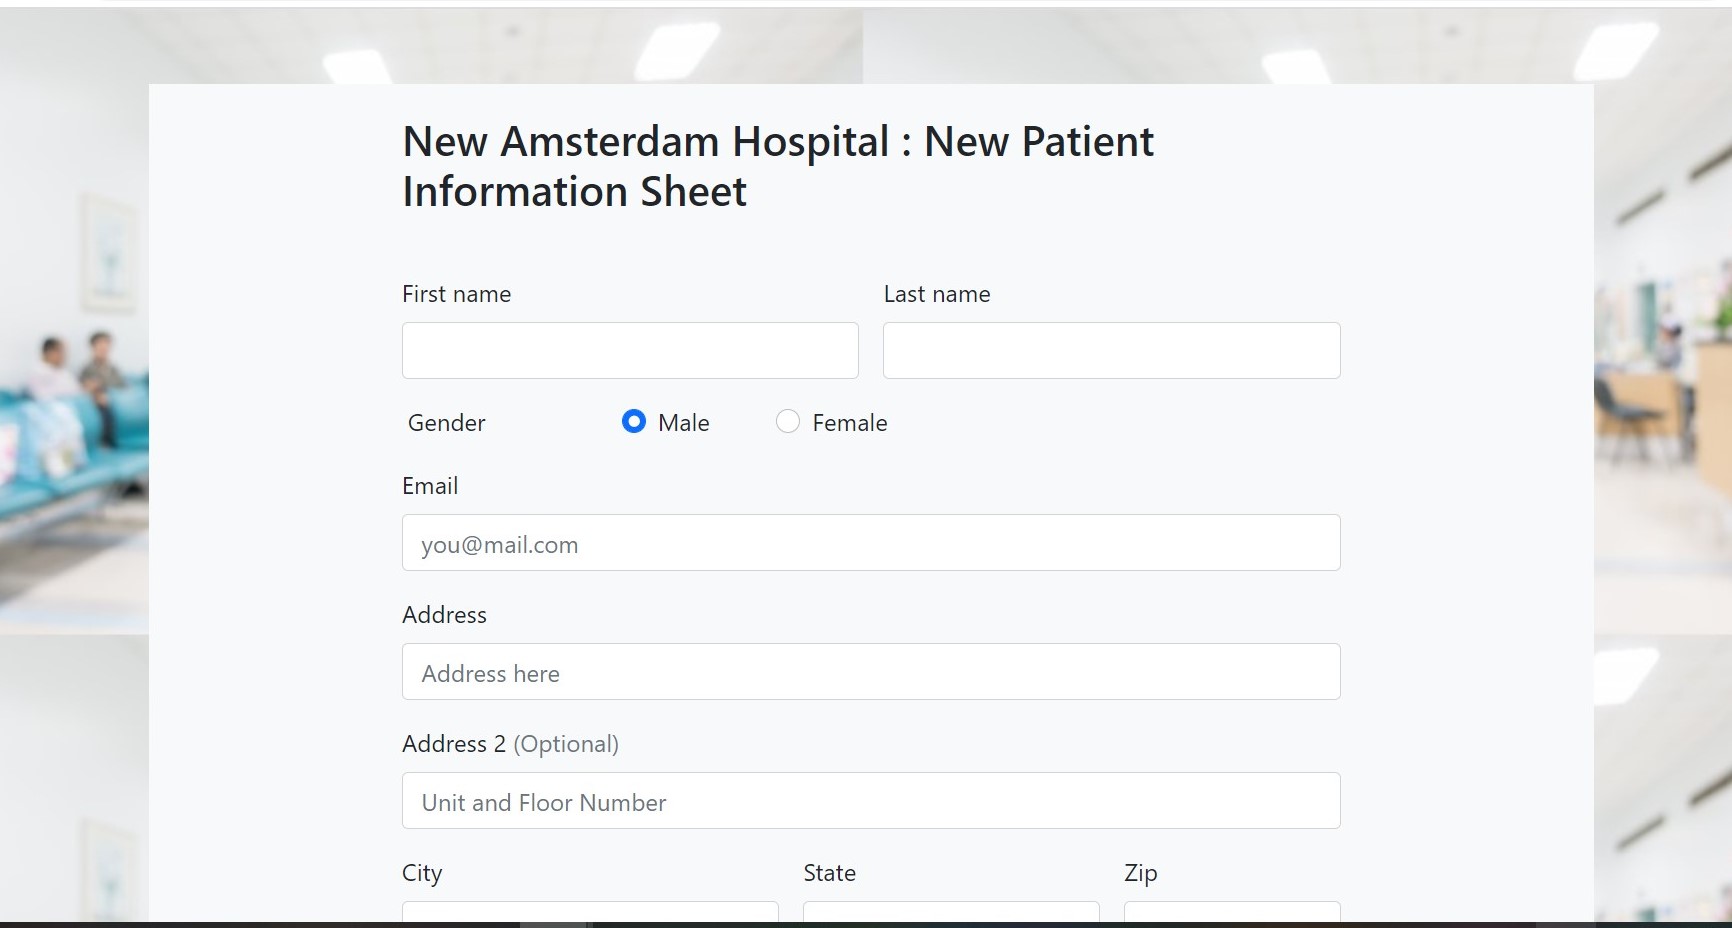 New Amsterdam Hospital : New Patient
Information Sheet
First name
Last name
Gender
Male
Female
Email
you@mail.com
Address
Address here
Address 2 (Optional)
Unit and Floor Number
City
State
Zip